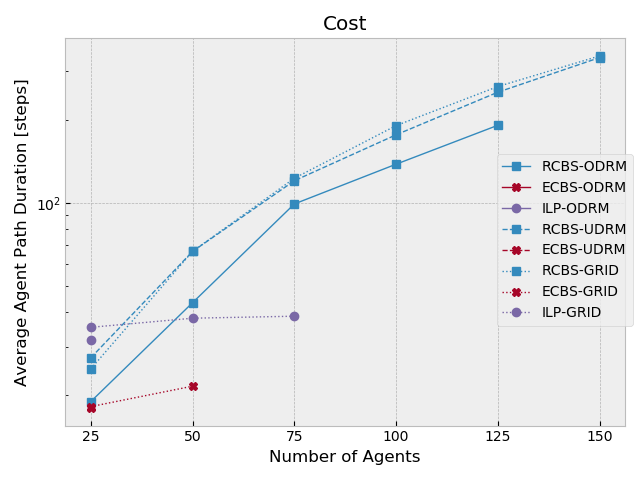 Cost
Average Agent Path Duration [steps]
10²
RCBS-ODRM
ECBS-ODRM
ILP-ODRM
RCBS-UDRM
ECBS-UDRM
RCBS-GRID
ECBS-GRID
ILP-GRID
25 50 75 100 125 150
Number of Agents